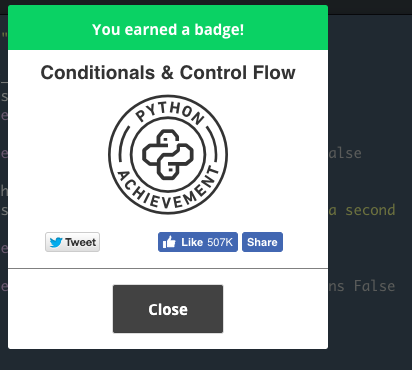 You earned a badge!
Conditionals & Control Flow
PYTHON
ACHIEVEMENT
alse
a second
Tweet
Like 507K
Share
ns False
Close